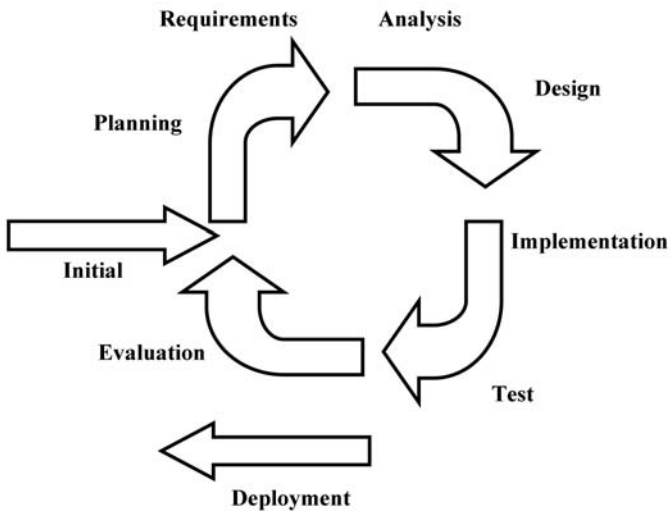 Requirements
Analysis
Design
Planning
Implementation
Initial
Evaluation
Test
Deployment